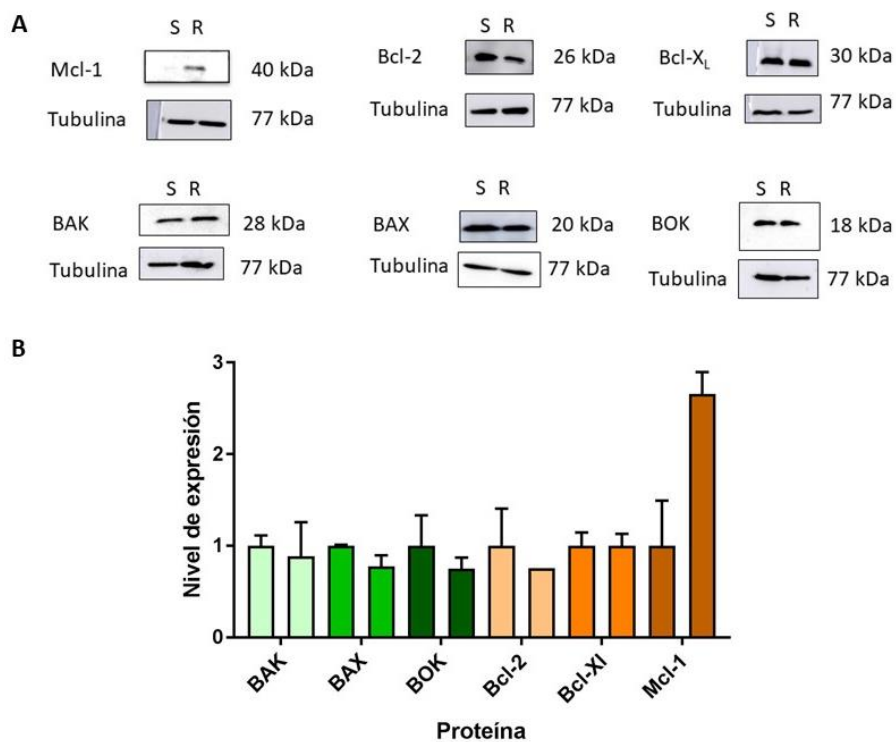 A
S R
Mcl-1 40 kDa
Tubulina 77 kDa
S R
Bcl-2 26 kDa
Tubulina 77 kDa
S R
Bcl-XL 30 kDa
Tubulina 77 kDa
S R
BAK 28 kDa
Tubulina 77 kDa
S R
BAX 20 kDa
Tubulina 77 kDa
S R
BOK 18 kDa
Tubulina 77 kDa
B
Nivel de expresión
3
2
1
0
BAK BAX BOK Bcl-2 Bcl-Xl Mcl-1
Proteína